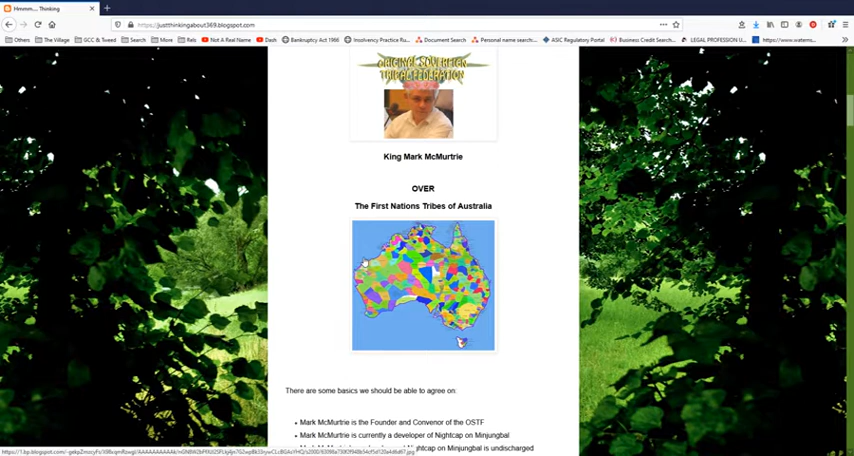 Hmmm.... Thinking
https://justthinkingabout369.blogspot.com
Others
The Village
GCC & Tweed
Search
More
Rals
Not A Real Name
Dash
Bankruptcy Act 1966
Insolvency Practice Ru...
Document Search
Personal name search...
ASIC Regulatory Portal
Business Credit Search...
LEGAL PROFESSION U...
https://www.waterns...
ORIGINAL SOVEREIGN
TRIBAL FEDERATION
King Mark McMurtrie
OVER
The First Nations Tribes of Australia
There are some basics we should be able to agree on:
• Mark McMurtrie is the Founder and Convenor of the OSTF
• Mark McMurtrie is currently a developer of Nightcap on Minjungbal
Nightcap on Minjungbal is undischarged